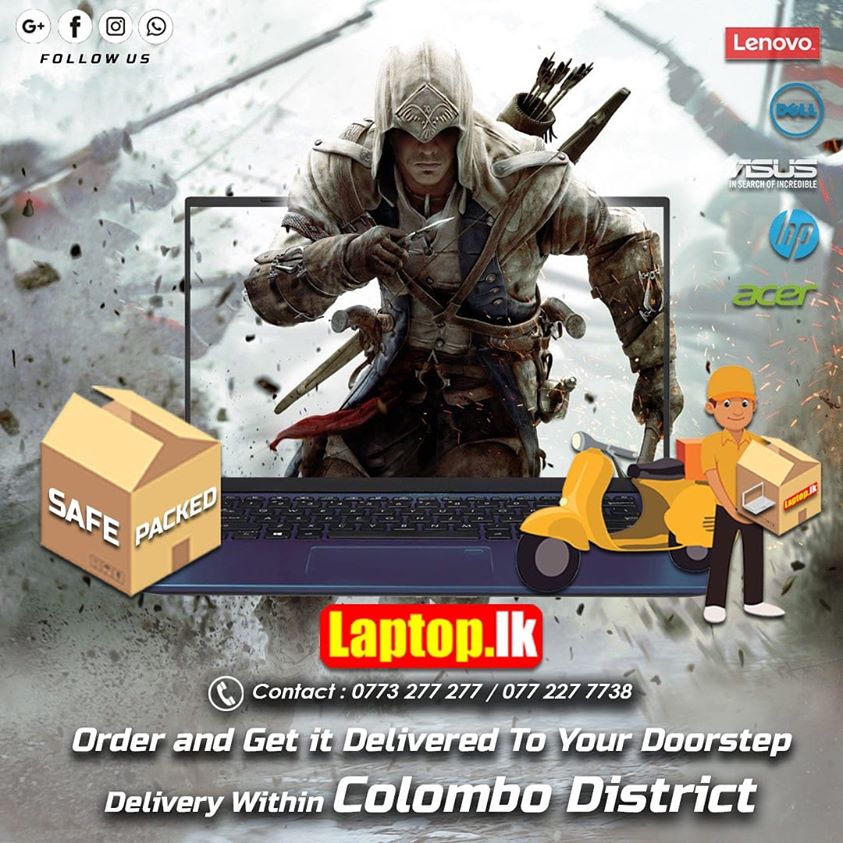 G+
FOLLOW US
Lenovo
DELL
ASUS
IN SEARCH OF INCREDIBLE
hp
acer
SAFE PACKED
Laptop.lk
Laptop.lk
Contact : 0773 277 277 / 077 227 7738
Order and Get it Delivered To Your Doorstep
Delivery Within Colombo District